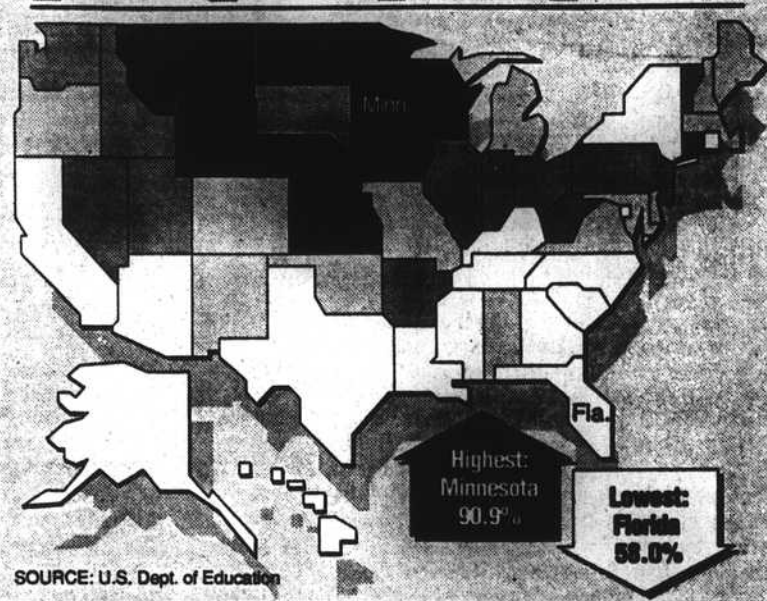 Minn.
Fla.
Highest:
Minnesota
90.9%
Lowest:
Florida
58.0%
SOURCE: U.S. Dept. of Education